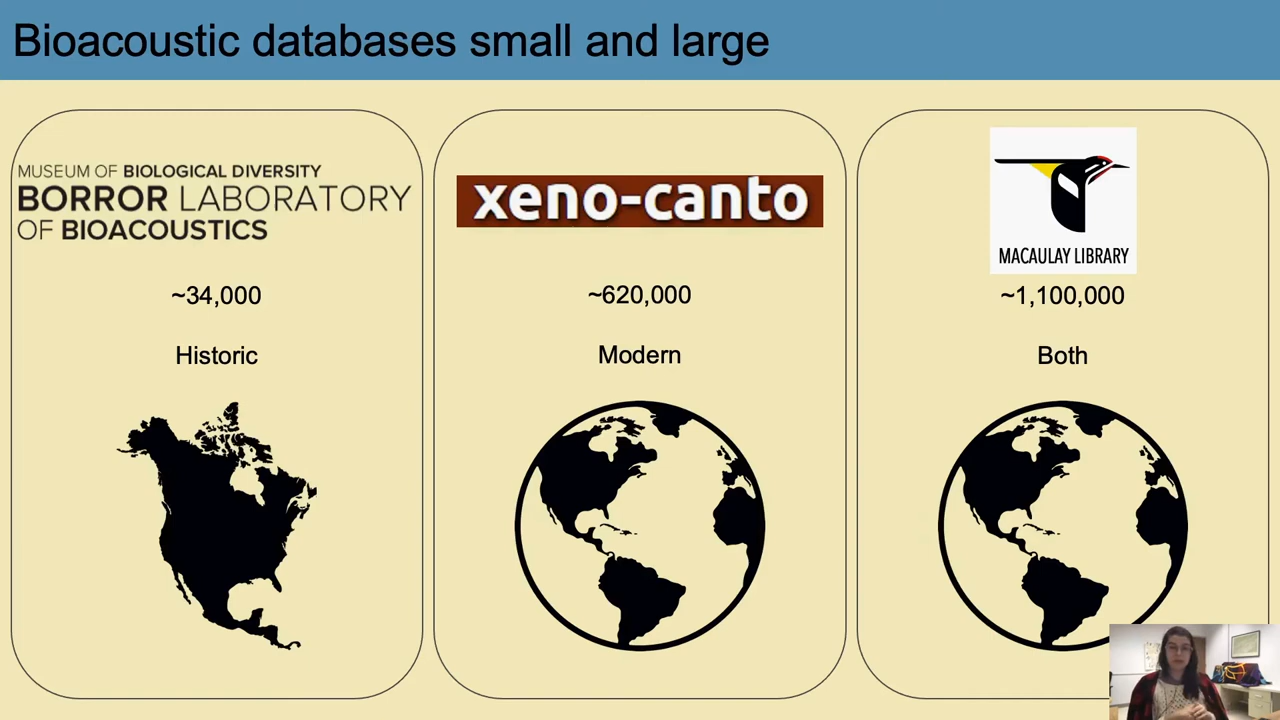 Bioacoustic databases small and large
MUSEUM OF BIOLOGICAL DIVERSITY
BORROR LABORATORY
OF BIOACOUSTICS
~34,000
Historic
xeno-canto
~620,000
Modern
MACAULAY LIBRARY
~1,100,000
Both